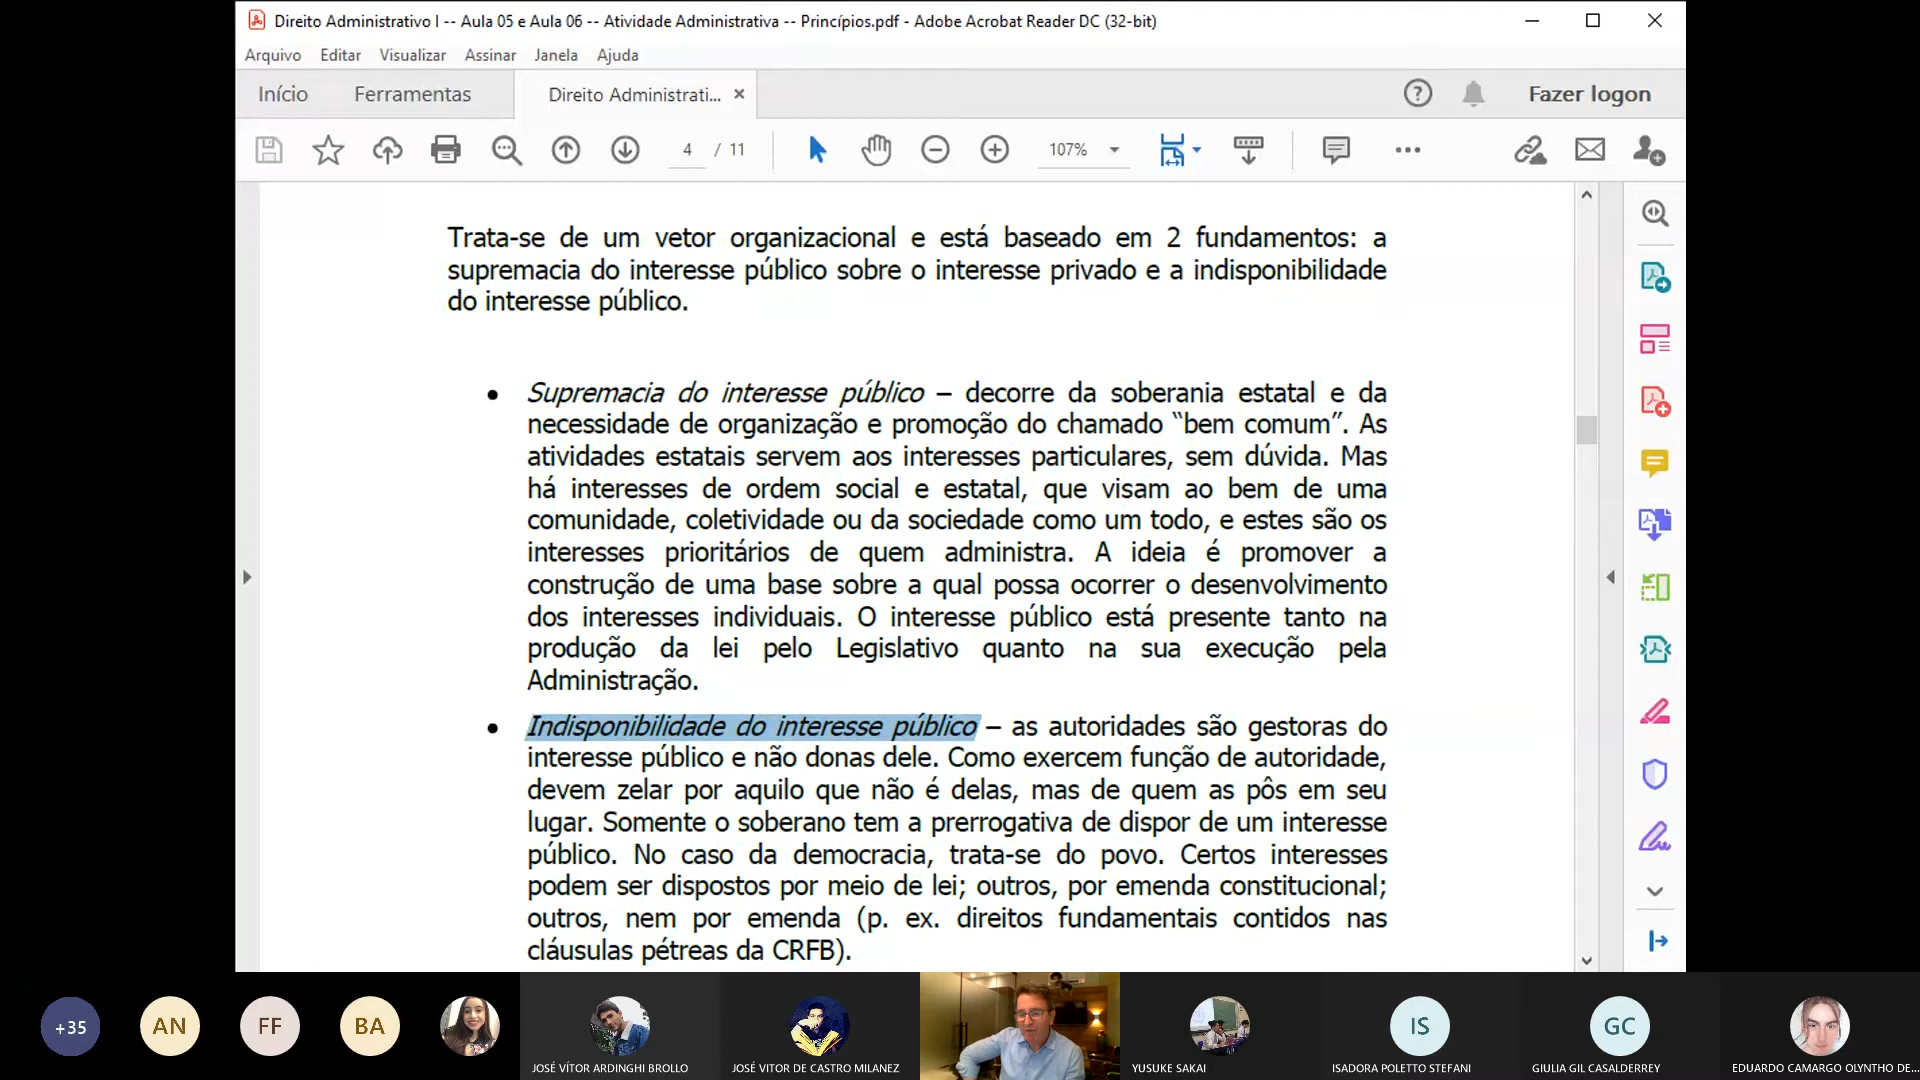 Direito Administrativo I -- Aula 05 e Aula 06 -- Atividade Administrativa -- Princípios.pdf - Adobe Acrobat Reader DC (32-bit)
Arquivo Editar Visualizar Assinar Janela Ajuda
Início Ferramentas Direito Administrati... Fazer logon
4 / 11 107%
Trata-se de um vetor organizacional e está baseado em 2 fundamentos: a
supremacia do interesse público sobre o interesse privado e a indisponibilidade
do interesse público.
• Supremacia do interesse público – decorre da soberania estatal e da
necessidade de organização e promoção do chamado “bem comum”. As
atividades estatais servem aos interesses particulares, sem dúvida. Mas
há interesses de ordem social e estatal, que visam ao bem de uma
comunidade, coletividade ou da sociedade como um todo, e estes são os
interesses prioritários de quem administra. A ideia é promover a
construção de uma base sobre a qual possa ocorrer o desenvolvimento
dos interesses individuais. O interesse público está presente tanto na
produção da lei pelo Legislativo quanto na sua execução pela
Administração.
• Indisponibilidade do interesse público – as autoridades são gestoras do
interesse público e não donas dele. Como exercem função de autoridade,
devem zelar por aquilo que não é delas, mas de quem as pôs em seu
lugar. Somente o soberano tem a prerrogativa de dispor de um interesse
público. No caso da democracia, trata-se do povo. Certos interesses
podem ser dispostos por meio de lei; outros, por emenda constitucional;
outros, nem por emenda (p. ex. direitos fundamentais contidos nas
cláusulas pétreas da CRFB).
+35 AN FF BA IS GC
JOSÉ VÍTOR ARDINGHI BROLLO JOSÉ VITOR DE CASTRO MILANEZ YUSUKE SAKAI ISADORA POLETTO STEFANI GIULIA GIL CASALDERREY EDUARDO CAMARGO OLYNTHO DE...